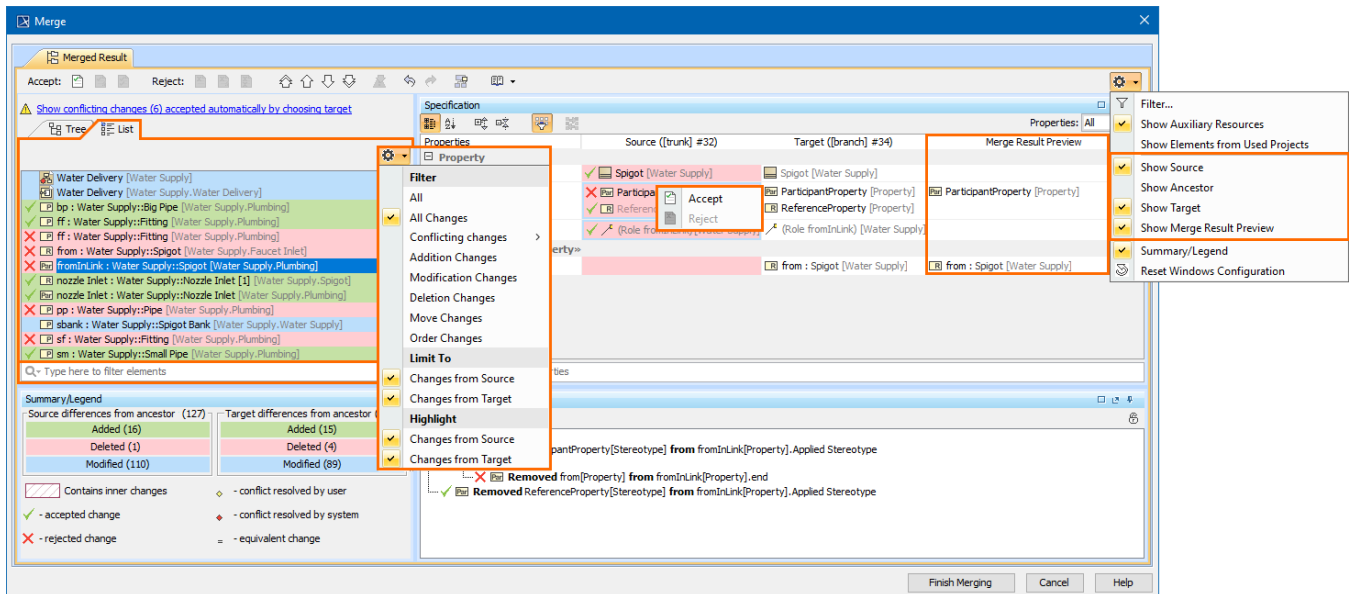 Merge
Merged Result
Accept: Reject:
Show conflicting changes (6) accepted automatically by choosing target
Tree List
Water Delivery [Water Supply]
Water Delivery [Water Supply.Water Delivery]
bp : Water Supply::Big Pipe [Water Supply.Plumbing]
ff : Water Supply::Fitting [Water Supply.Plumbing]
ff : Water Supply::Fitting [Water Supply.Plumbing]
from : Water Supply::Spigot [Water Supply.Faucet Inlet]
fromInLink : Water Supply::Spigot [Water Supply.Plumbing]
nozzle Inlet : Water Supply::Nozzle Inlet [1] [Water Supply.Spigot]
nozzle Inlet : Water Supply::Nozzle Inlet [Water Supply.Plumbing]
pp : Water Supply::Pipe [Water Supply.Plumbing]
sbank : Water Supply::Spigot Bank [Water Supply.Water Supply]
sf : Water Supply::Fitting [Water Supply.Plumbing]
sm : Water Supply::Small Pipe [Water Supply.Plumbing]
Type here to filter elements
Filter
All
All Changes
Conflicting changes
Addition Changes
Modification Changes
Deletion Changes
Move Changes
Order Changes
Limit To
Changes from Source
Changes from Target
Highlight
Changes from Source
Changes from Target
Specification
Properties: All
Properties Source ([trunk] #32) Target ([branch] #34) Merge Result Preview
Property
Spigot [Water Supply] Spigot [Water Supply]
Participa ParticipantProperty [Property] ParticipantProperty [Property]
Referenc ReferenceProperty [Property]
(Role fromInLink) [Water Supply] (Role fromInLink) [Water Supply]
erty»
from : Spigot [Water Supply] from : Spigot [Water Supply]
Accept
Reject
ties
Filter...
Show Auxiliary Resources
Show Elements from Used Projects
Show Source
Show Ancestor
Show Target
Show Merge Result Preview
Summary/Legend
Reset Windows Configuration
Summary/Legend
Source differences from ancestor (127) Target differences from ancestor (
Added (16) Added (15)
Deleted (1) Deleted (4)
Modified (110) Modified (89)
Contains inner changes - conflict resolved by user
- accepted change - conflict resolved by system
- rejected change = - equivalent change
pantProperty[Stereotype] from fromInLink[Property].Applied Stereotype
Removed from[Property] from fromInLink[Property].end
Removed ReferenceProperty[Stereotype] from fromInLink[Property].Applied Stereotype
Finish Merging Cancel Help